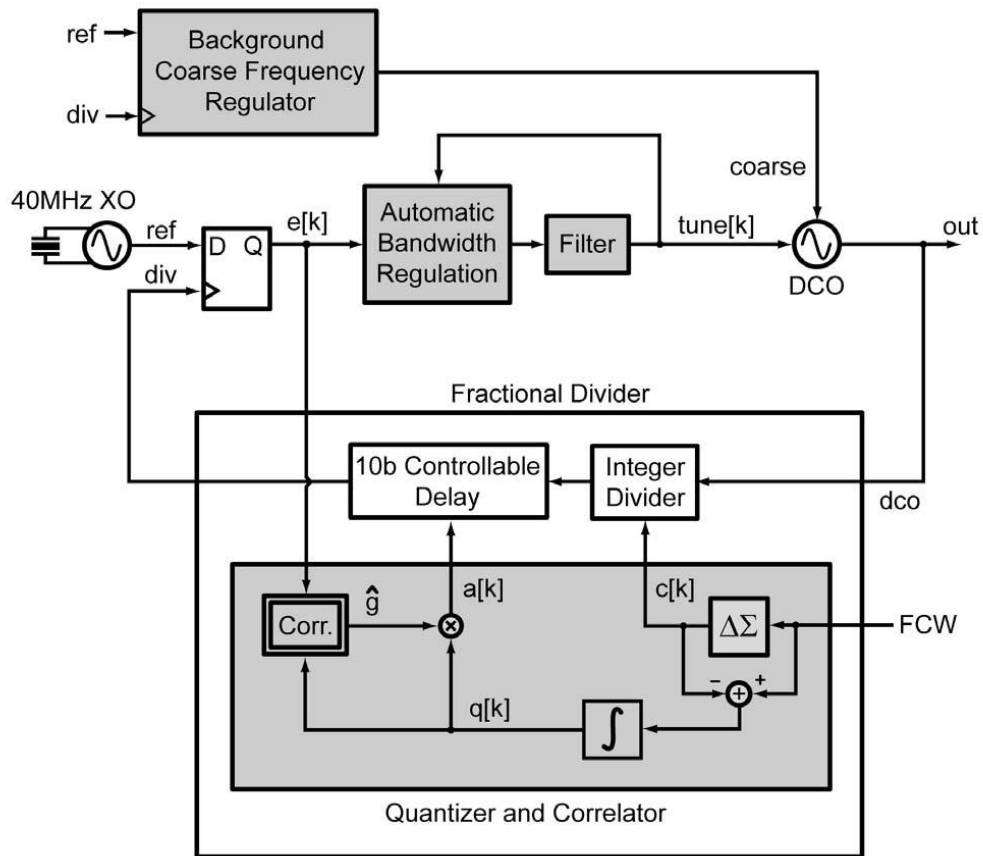 ref
Background
Coarse Frequency
Regulator
div
coarse
40MHz XO
ref
div
D Q
e[k]
Automatic
Bandwidth
Regulation
Filter
tune[k]
DCO
out
Fractional Divider
10b Controllable
Delay
Integer
Divider
dco
a[k]
c[k]
ĝ
Corr.
×
ΔΣ
FCW
− + +
q[k]
∫
Quantizer and Correlator